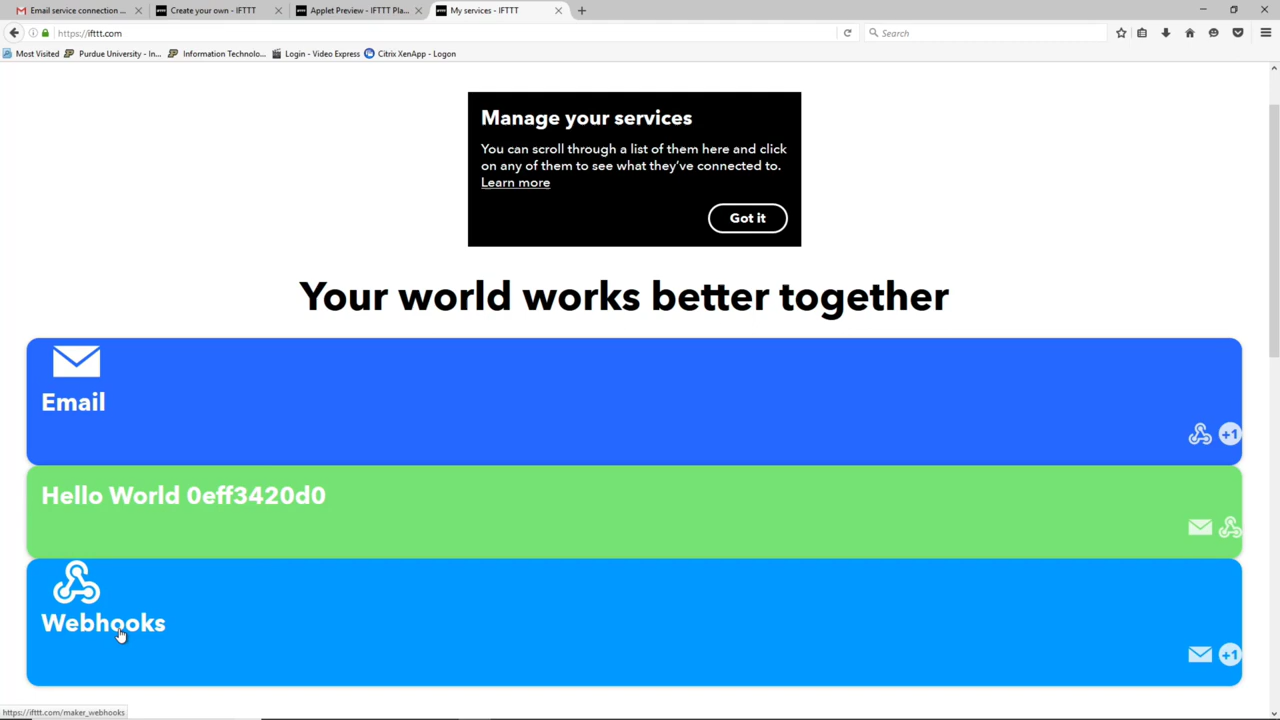 Email service connection ...
Create your own - IFTTT
Applet Preview - IFTTT Pla...
My services - IFTTT
https://ifttt.com
Search
Most Visited
Purdue University - In...
Information Technolo...
Login - Video Express
Citrix XenApp - Logon
Manage your services
You can scroll through a list of them here and click
on any of them to see what they've connected to.
Learn more
Got it
Your world works better together
Email
+1
Hello World 0eff3420d0
Webhooks
+1
https://ifttt.com/maker_webhooks